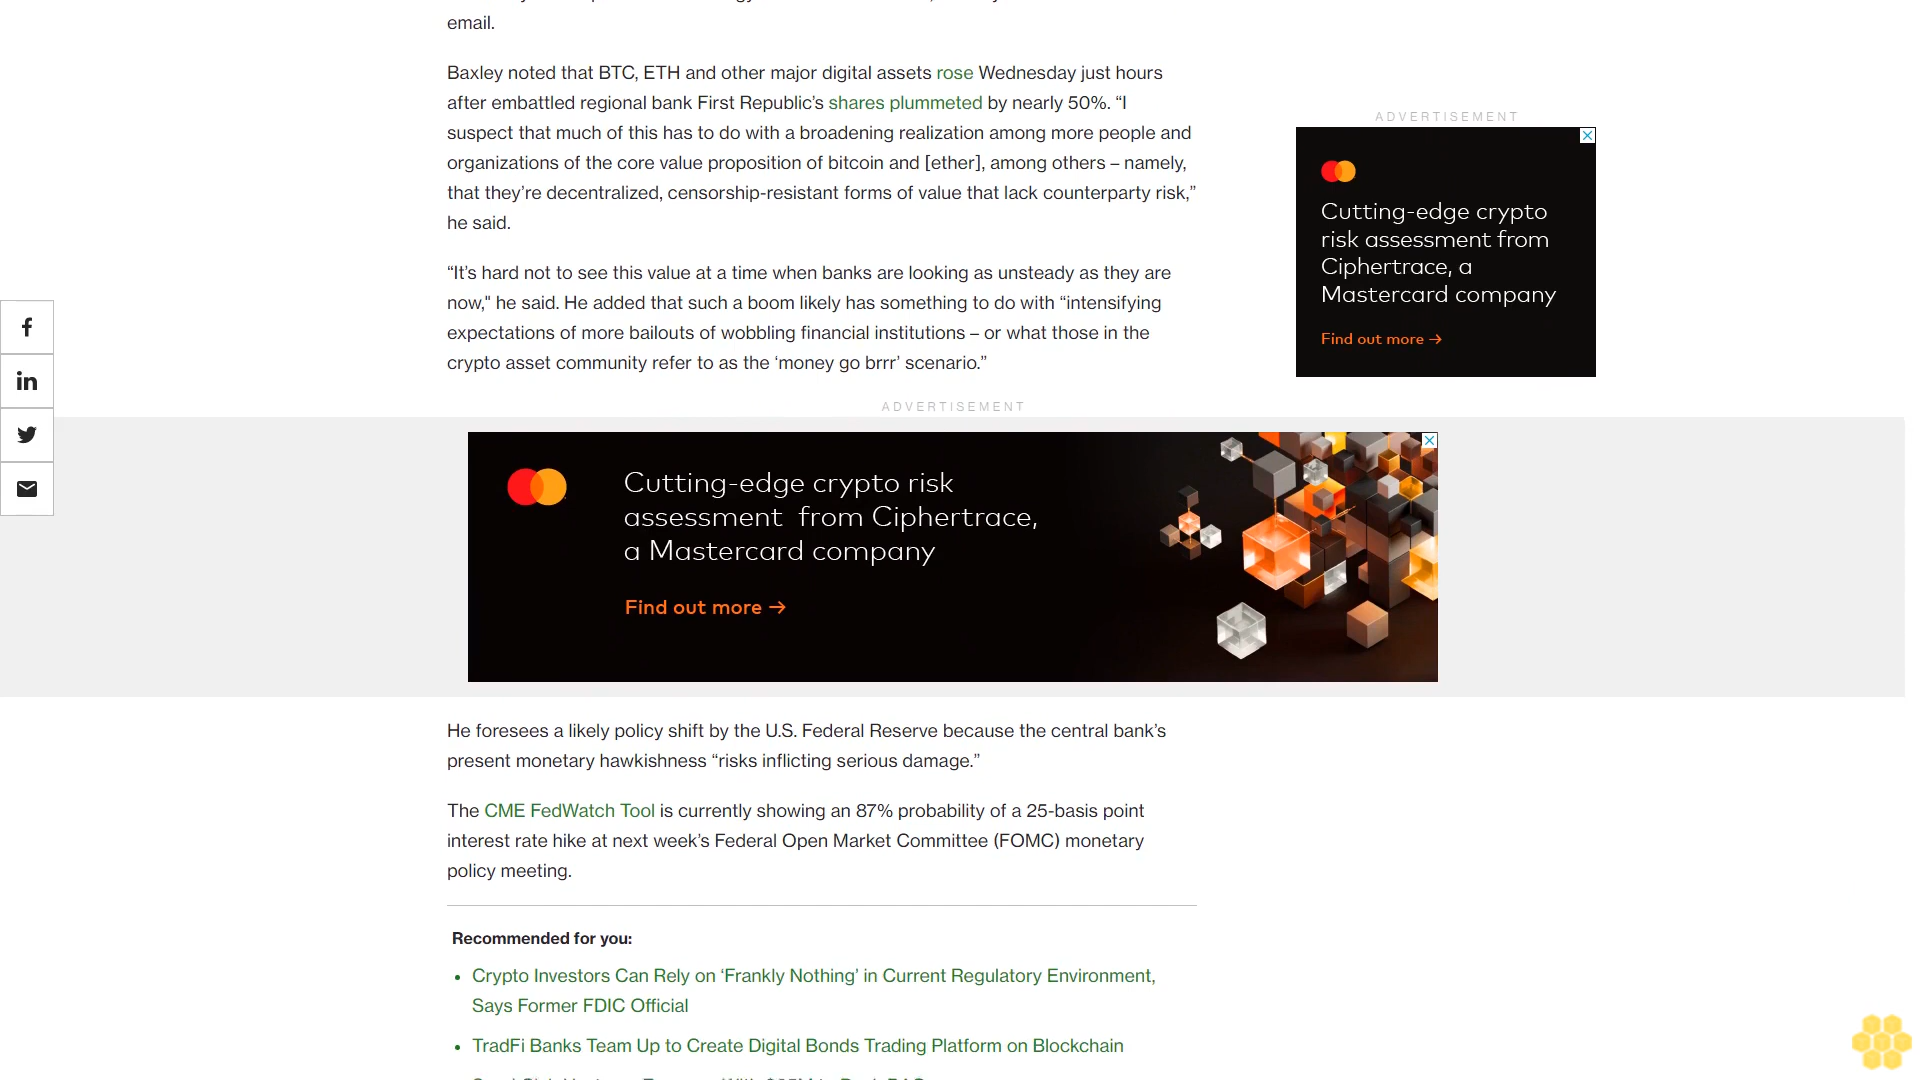 email.
Baxley noted that BTC, ETH and other major digital assets rose Wednesday just hours
after embattled regional bank First Republic’s shares plummeted by nearly 50%. “I
suspect that much of this has to do with a broadening realization among more people and
organizations of the core value proposition of bitcoin and [ether], among others – namely,
that they’re decentralized, censorship-resistant forms of value that lack counterparty risk,”
he said.
“It’s hard not to see this value at a time when banks are looking as unsteady as they are
now," he said. He added that such a boom likely has something to do with “intensifying
expectations of more bailouts of wobbling financial institutions – or what those in the
crypto asset community refer to as the ‘money go brrr’ scenario.”
ADVERTISEMENT
Cutting-edge crypto
risk assessment from
Ciphertrace, a
Mastercard company
Find out more →
ADVERTISEMENT
Cutting-edge crypto risk
assessment from Ciphertrace,
a Mastercard company
Find out more →
He foresees a likely policy shift by the U.S. Federal Reserve because the central bank’s
present monetary hawkishness “risks inflicting serious damage.”
The CME FedWatch Tool is currently showing an 87% probability of a 25-basis point
interest rate hike at next week’s Federal Open Market Committee (FOMC) monetary
policy meeting.
Recommended for you:
• Crypto Investors Can Rely on ‘Frankly Nothing’ in Current Regulatory Environment,
Says Former FDIC Official
• TradFi Banks Team Up to Create Digital Bonds Trading Platform on Blockchain